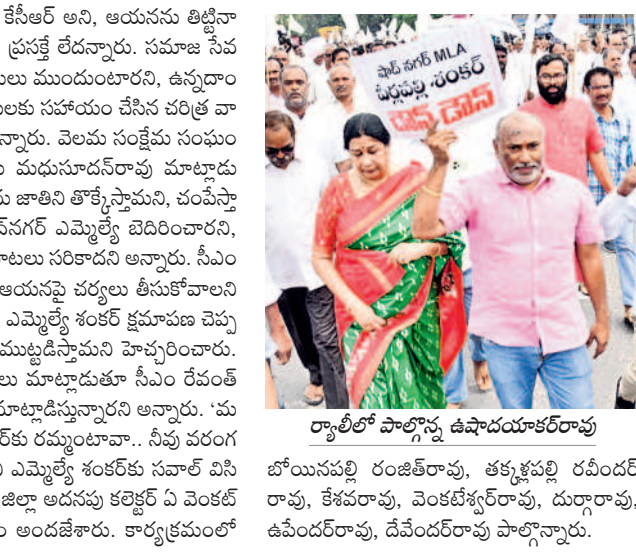 కేసీఆర్ అని, ఆయనను తిట్టినా
ప్రసక్తే లేదన్నారు. సమాజ సేవ
లు ముందుంటారని, ఉన్నదాం
లకు సహాయం చేసిన చరిత్ర వా
న్నారు. వెలమ సంక్షేమ సంఘం
మధుసూదన్‌రావు మాట్లాడు
జాతిని తొక్కేస్తామని, చంపేస్తా
నగర్ ఎమ్మెల్యే బెదిరించారని,
టలు సరికాదని అన్నారు. సీఎం
ఆయనపై చర్యలు తీసుకోవాలని
ఎమ్మెల్యే శంకర్ క్షమాపణ చెప్ప
ముట్టడిస్తామని హెచ్చరించారు.
లు మాట్లాడుతూ సీఎం రేవంత్
మాట్లాడిస్తున్నారని అన్నారు. ‘మ
ర్‌కు రమ్మంటావా.. నీవు వరంగ
ఎమ్మెల్యే శంకర్‌కు సవాల్ విసి
జిల్లా అదనపు కలెక్టర్ ఏ వెంకట్
అందజేశారు. కార్యక్రమంలో
షాద్ నగర్ MLA
వీర్లపల్లి శంకర్
డౌన్ డౌన్
ర్యాలీలో పాల్గొన్న ఉషాదయాకర్‌రావు
బోయినపల్లి రంజిత్‌రావు, తక్కళ్లపల్లి రవీందర్
రావు, కేశవరావు, వెంకటేశ్వర్‌రావు, దుర్గారావు,
ఉపేందర్‌రావు, దేవేందర్‌రావు పాల్గొన్నారు.